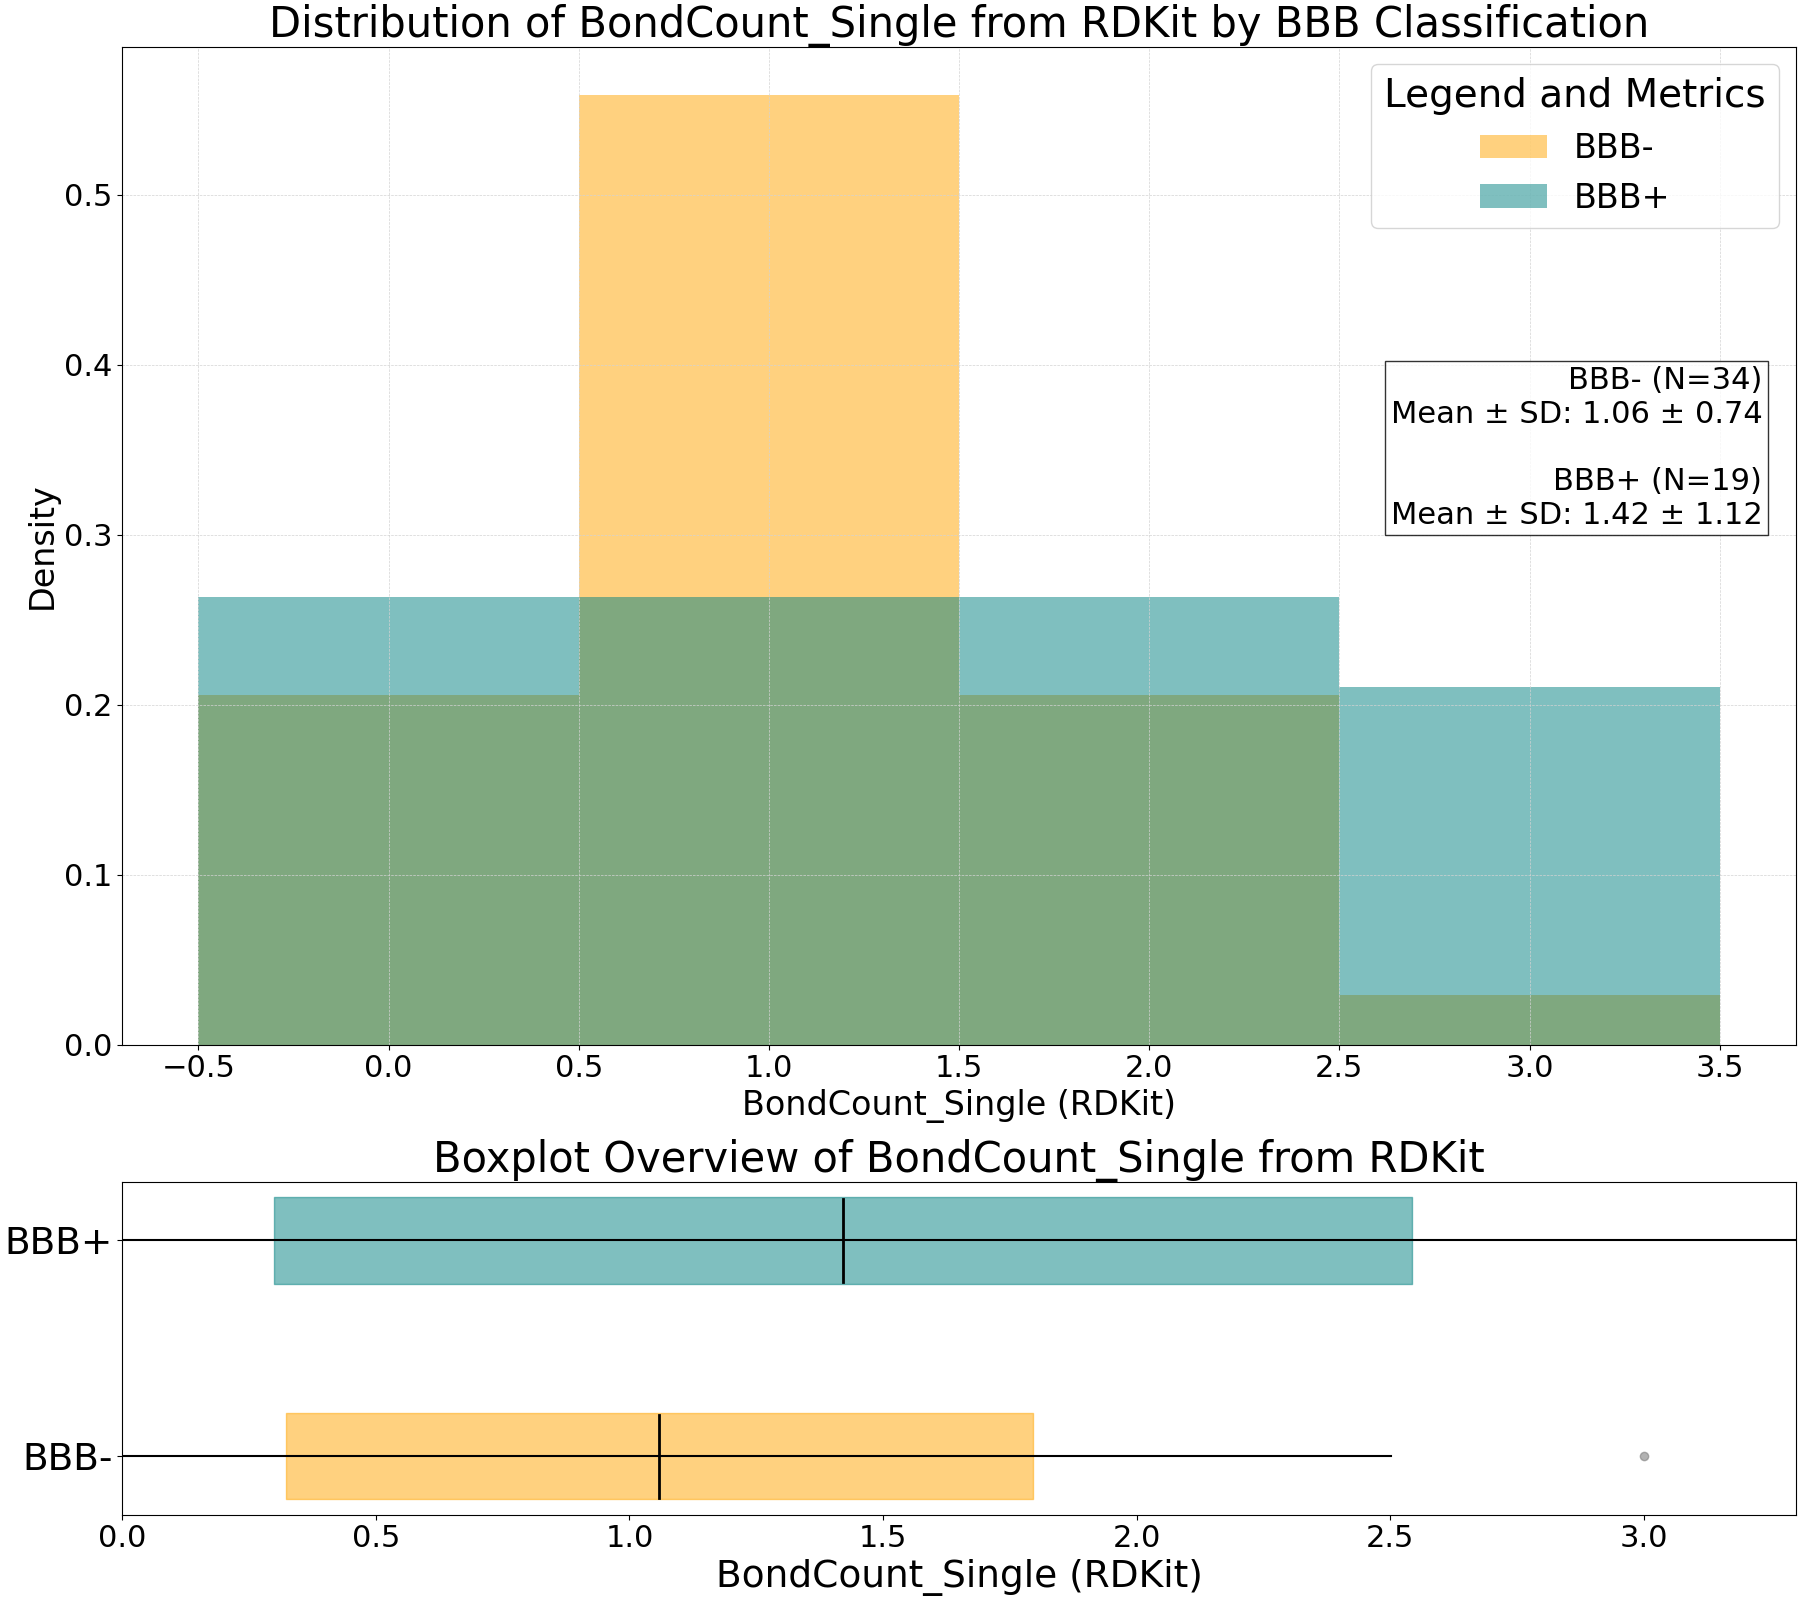 Distribution of BondCount_Single from RDKit by BBB Classification
Legend and Metrics
BBB-
BBB+
BBB- (N=34)
Mean ± SD: 1.06 ± 0.74
BBB+ (N=19)
Mean ± SD: 1.42 ± 1.12
Density
0.5
0.4
0.3
0.2
0.1
0.0
−0.5 0.0 0.5 1.0 1.5 2.0 2.5 3.0 3.5
BondCount_Single (RDKit)
Boxplot Overview of BondCount_Single from RDKit
BBB+
BBB-
0.0 0.5 1.0 1.5 2.0 2.5 3.0
BondCount_Single (RDKit)